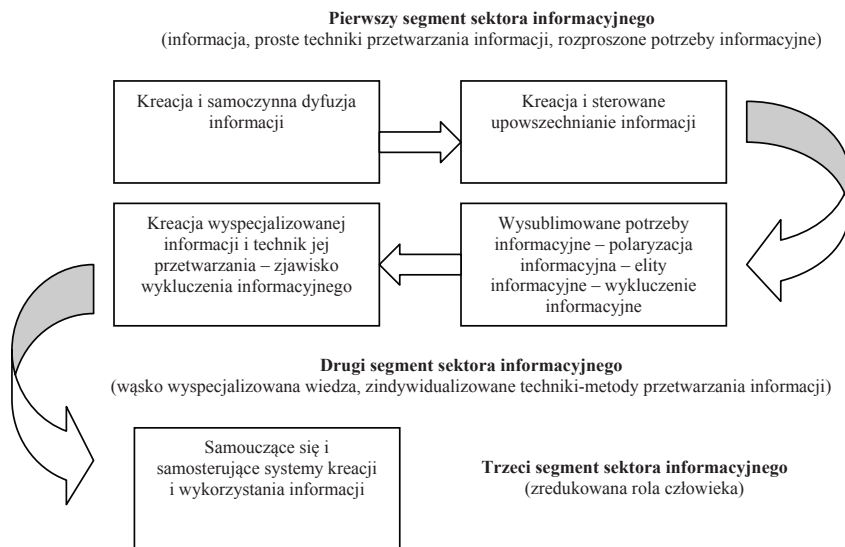 Pierwszy segment sektora informacyjnego
(informacja, proste techniki przetwarzania informacji, rozproszone potrzeby informacyjne)
Kreacja i samoczynna dyfuzja
informacji
Kreacja i sterowane
upowszechnianie informacji
Kreacja wyspecjalizowanej
informacji i technik jej
przetwarzania – zjawisko
wykluczenia informacyjnego
Wysublimowane potrzeby
informacyjne – polaryzacja
informacyjna – elity
informacyjne – wykluczenie
informacyjne
Drugi segment sektora informacyjnego
(wąsko wyspecjalizowana wiedza, zindywidualizowane techniki-metody przetwarzania informacji)
Samouczące się i
samosterujące systemy kreacji
i wykorzystania informacji
Trzeci segment sektora informacyjnego
(zredukowana rola człowieka)